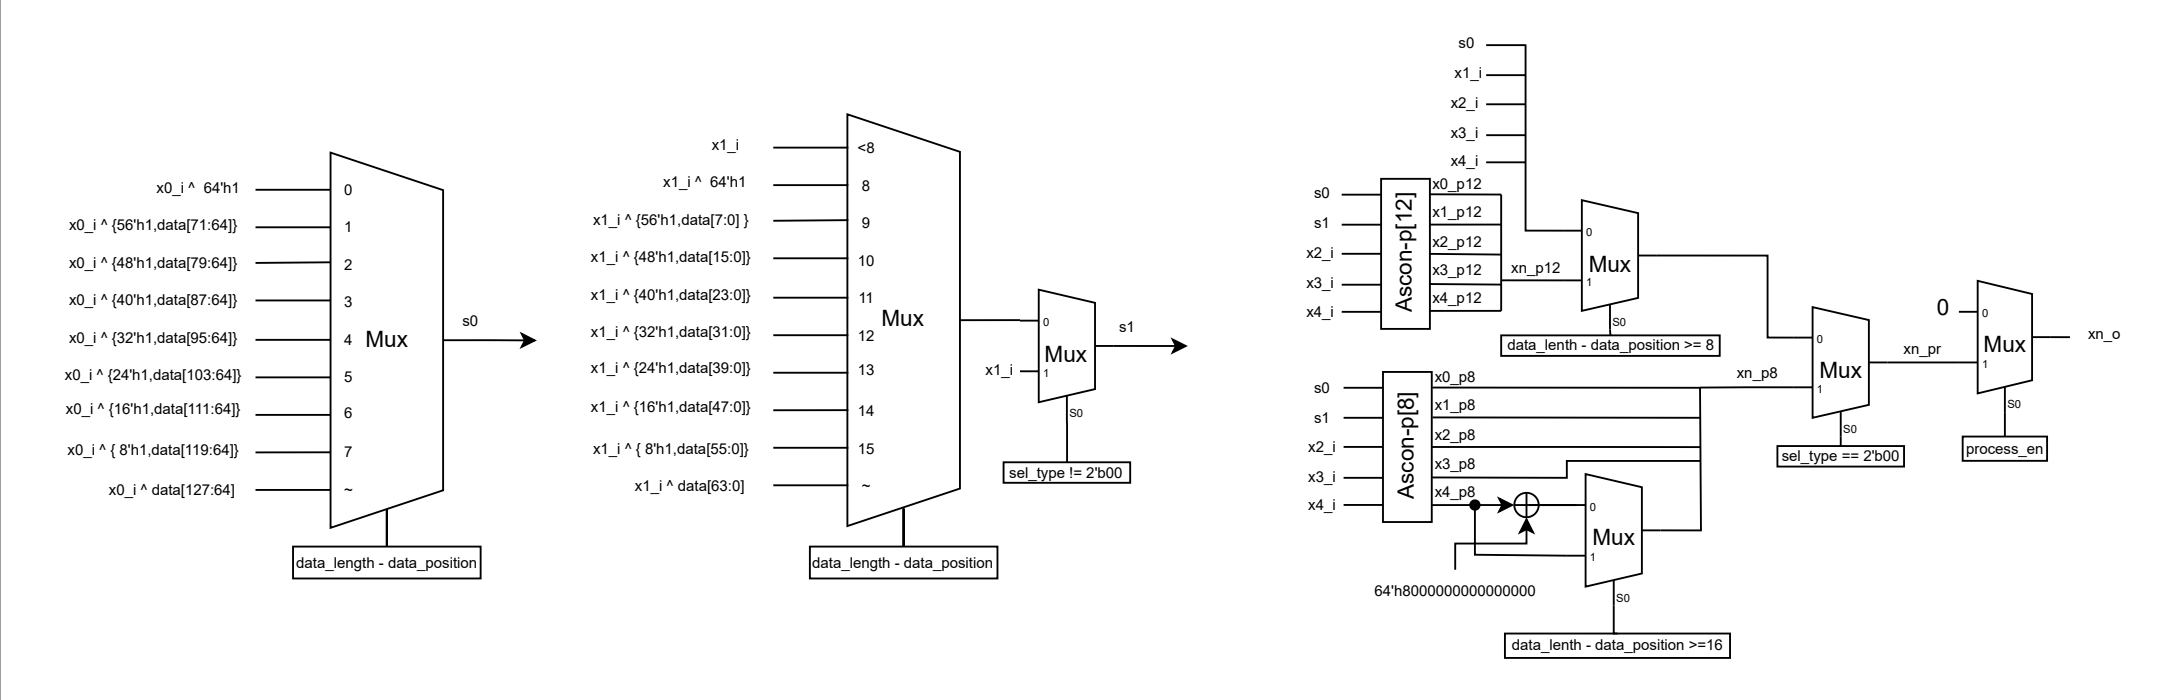 x0_i ^ 64'h1
0
x0_i ^ {56'h1,data[71:64]}
1
x0_i ^ {48'h1,data[79:64]}
2
x0_i ^ {40'h1,data[87:64]}
3
x0_i ^ {32'h1,data[95:64]}
4
x0_i ^ {24'h1,data[103:64]}
5
x0_i ^ {16'h1,data[111:64]}
6
x0_i ^ { 8'h1,data[119:64]}
7
x0_i ^ data[127:64]
~
Mux
s0
data_length - data_position
x1_i
<8
x1_i ^ 64'h1
8
x1_i ^ {56'h1,data[7:0] }
9
x1_i ^ {48'h1,data[15:0]}
10
x1_i ^ {40'h1,data[23:0]}
11
x1_i ^ {32'h1,data[31:0]}
12
x1_i ^ {24'h1,data[39:0]}
13
x1_i ^ {16'h1,data[47:0]}
14
x1_i ^ { 8'h1,data[55:0]}
15
x1_i ^ data[63:0]
~
Mux
data_length - data_position
0
x1_i
1
Mux
S0
s1
sel_type != 2'b00
s0
x1_i
x2_i
x3_i
x4_i
s0
s1
x2_i
x3_i
x4_i
Ascon-p[12]
x0_p12
x1_p12
x2_p12
x3_p12
x4_p12
xn_p12
0
1
Mux
S0
data_lenth - data_position >= 8
s0
s1
x2_i
x3_i
x4_i
Ascon-p[8]
x0_p8
x1_p8
x2_p8
x3_p8
x4_p8
64'h8000000000000000
0
1
Mux
S0
data_lenth - data_position >=16
xn_p8
0
1
Mux
S0
sel_type == 2'b00
xn_pr
0
0
1
Mux
S0
process_en
xn_o